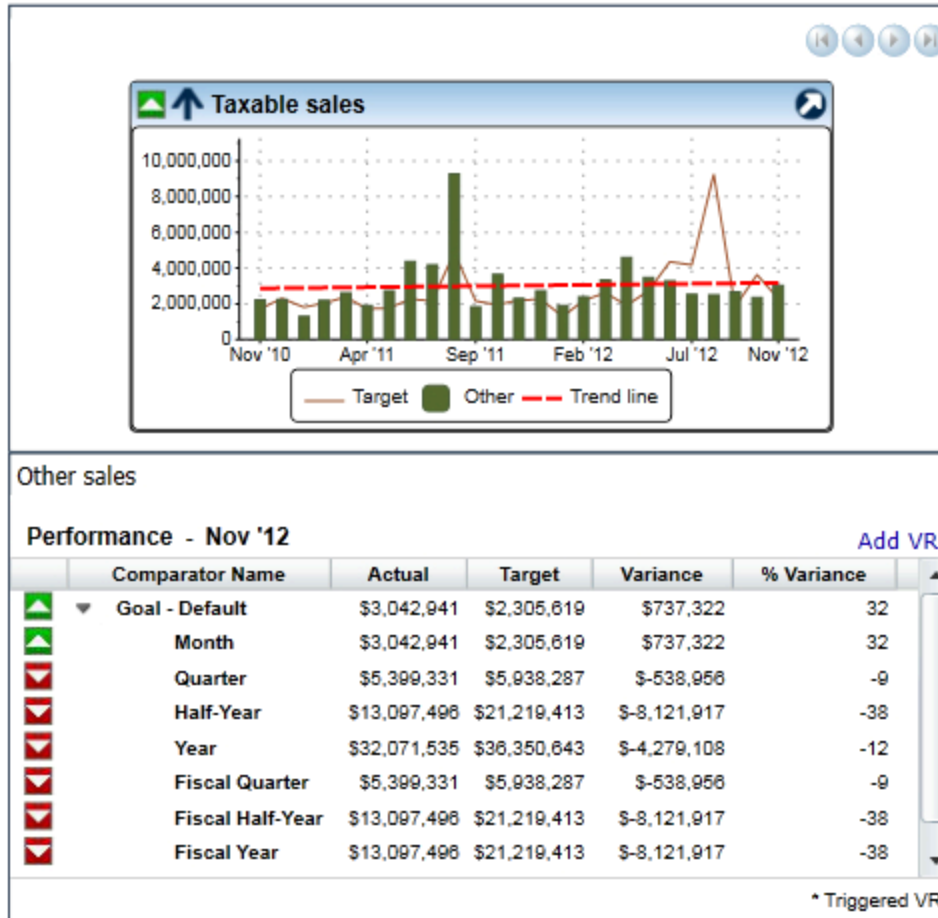 Taxable sales
10,000,000
8,000,000
6,000,000
4,000,000
2,000,000
0
Nov '10 Apr '11 Sep '11 Feb '12 Jul '12 Nov '12
Target Other Trend line
Other sales
Performance - Nov '12 Add VR
Comparator Name Actual Target Variance % Variance
Goal - Default $3,042,941 $2,305,619 $737,322 32
Month $3,042,941 $2,305,619 $737,322 32
Quarter $5,399,331 $5,938,287 $-538,956 -9
Half-Year $13,097,496 $21,219,413 $-8,121,917 -38
Year $32,071,535 $36,350,643 $-4,279,108 -12
Fiscal Quarter $5,399,331 $5,938,287 $-538,956 -9
Fiscal Half-Year $13,097,496 $21,219,413 $-8,121,917 -38
Fiscal Year $13,097,496 $21,219,413 $-8,121,917 -38
* Triggered VR